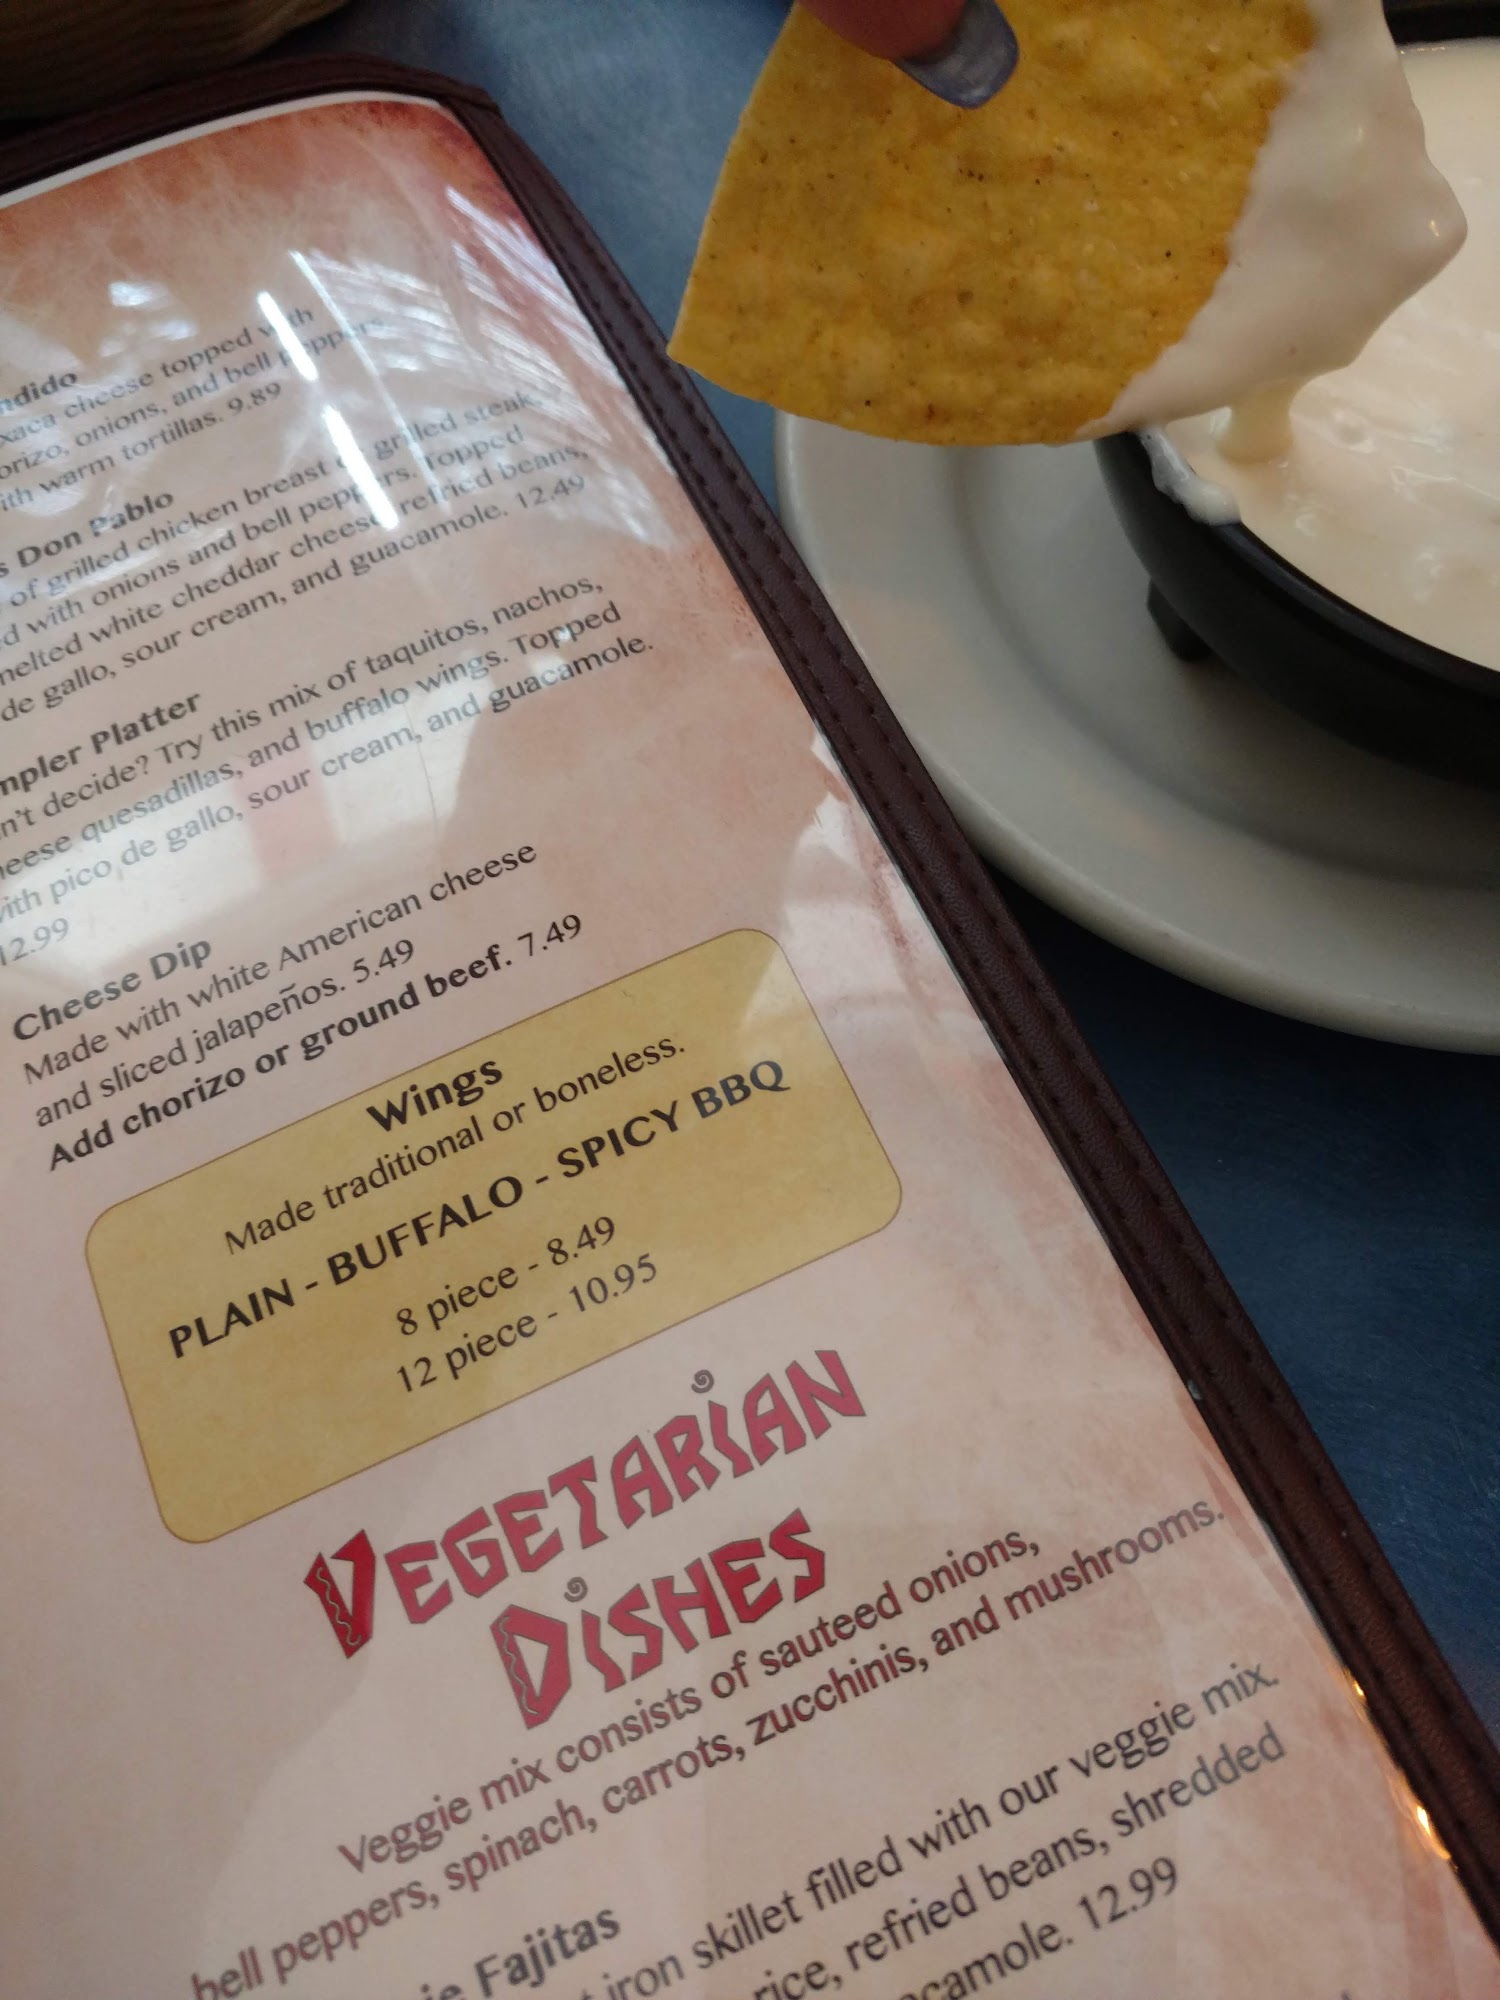 ndido
xaca cheese topped with
orizo, onions, and bell peppers
ith warm tortillas. 9.89
s Don Pablo
of grilled chicken breast or grilled steak,
d with onions and bell peppers. Topped
melted white cheddar cheese, refried beans,
de gallo, sour cream, and guacamole. 12.49
mpler Platter
n't decide? Try this mix of taquitos, nachos,
heese quesadillas, and buffalo wings. Topped
ith pico de gallo, sour cream, and guacamole.
12.99
Cheese Dip
Made with white American cheese
and sliced jalapeños. 5.49
Add chorizo or ground beef. 7.49
Wings
Made traditional or boneless.
PLAIN - BUFFALO - SPICY BBQ
8 piece - 8.49
12 piece - 10.95
VEGETARiAN
DiSHES
Veggie mix consists of sauteed onions,
bell peppers, spinach, carrots, zucchinis, and mushrooms.
ie Fajitas
t iron skillet filled with our veggie mix.
rice, refried beans, shredded
camole. 12.99